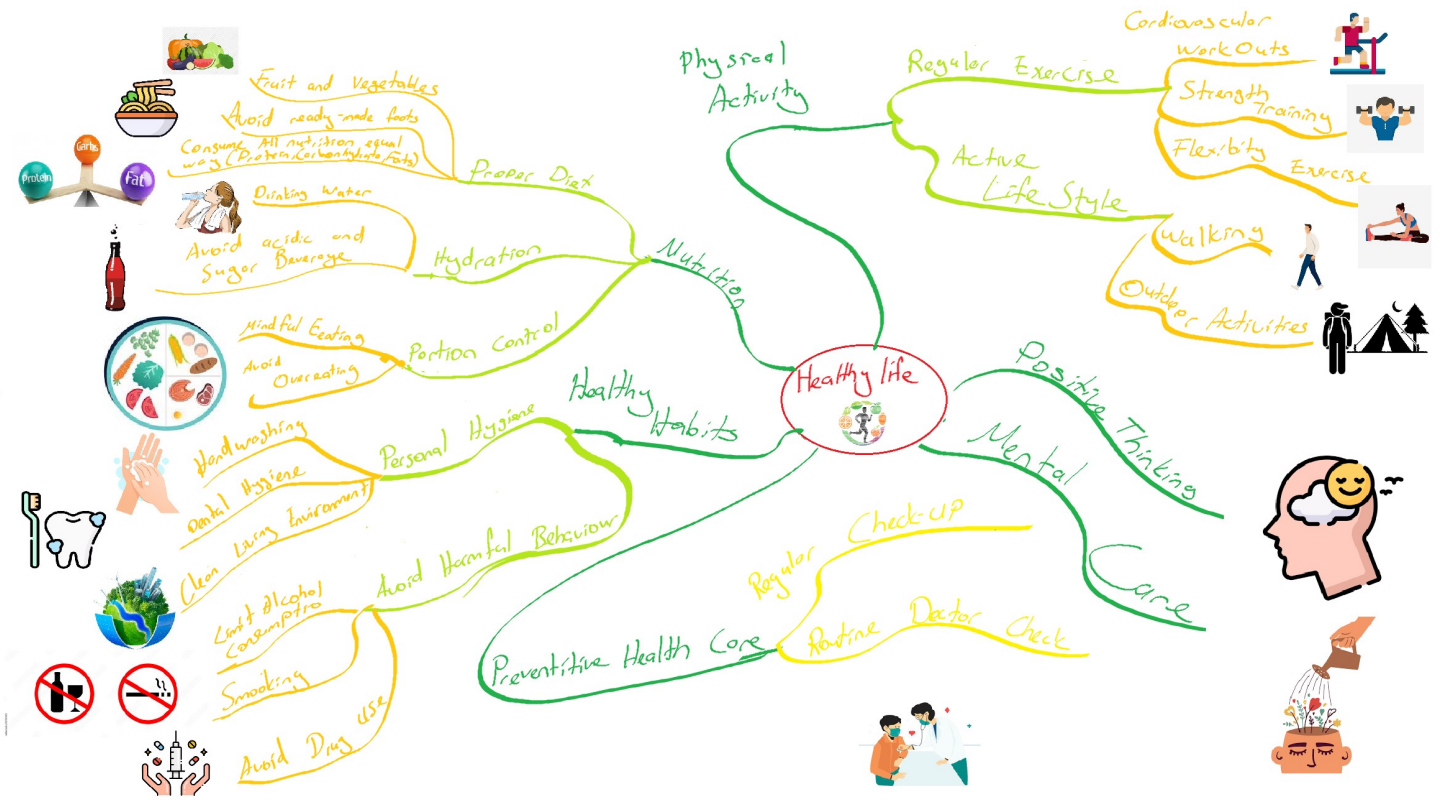 Healthy life
Physical
Activity
Regular Exercise
Cardiovascular
WorkOuts
Strength
Training
Flexibity
Exercise
Active
Life Style
Walking
Outdoor Activities
Positive Thinking
Mental
Care
Preventitive Health Care
Regular Check-UP
Routine Doctor Check
Healthy
Habits
Personal Hygiene
Handwashing
Dental Hygiene
Clean Living Environment
Avoid Harmful Behaviour
Limit Alcohol
Consumptio
Smooking
Avoid Drug use
Nutrition
Proper Diet
Fruit and Vegetables
Avoid ready-made foots
Consume All nutrition equal
way (Protein, Carbonhydrate, Fats)
Carbs
Protein
Fat
Hydration
Drinking Water
Avoid acidic and
Sugar Beverage
Portion Control
Mindful Eeating
Avoid
Overeating